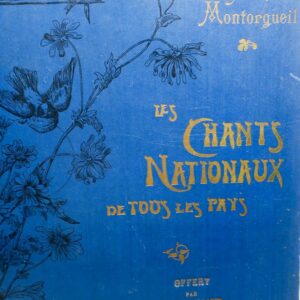 Montorgueil
LES
CHANTS
NATIONAUX
DE TOUS LES PAYS
OFFERT
PAR